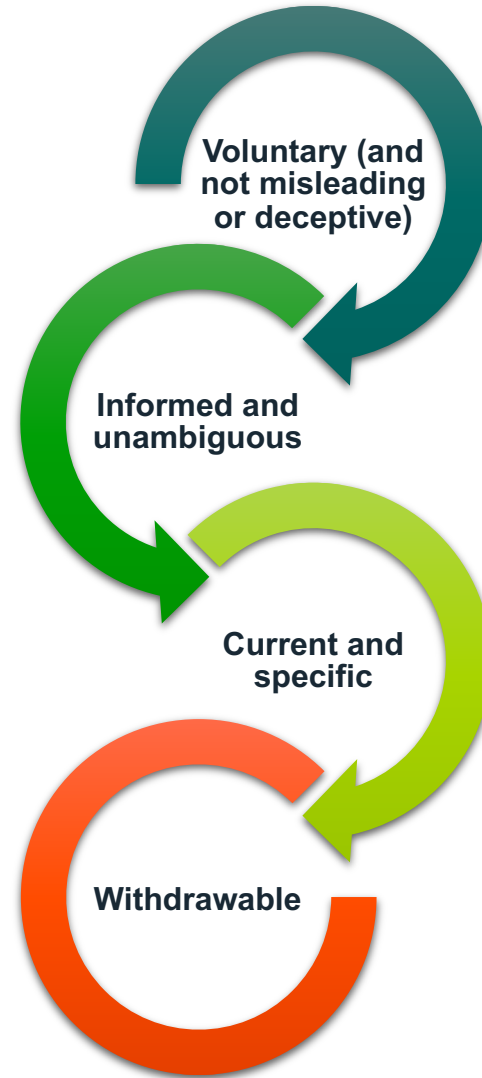 Voluntary (and
not misleading
or deceptive)
Informed and
unambiguous
Current and
specific
Withdrawable